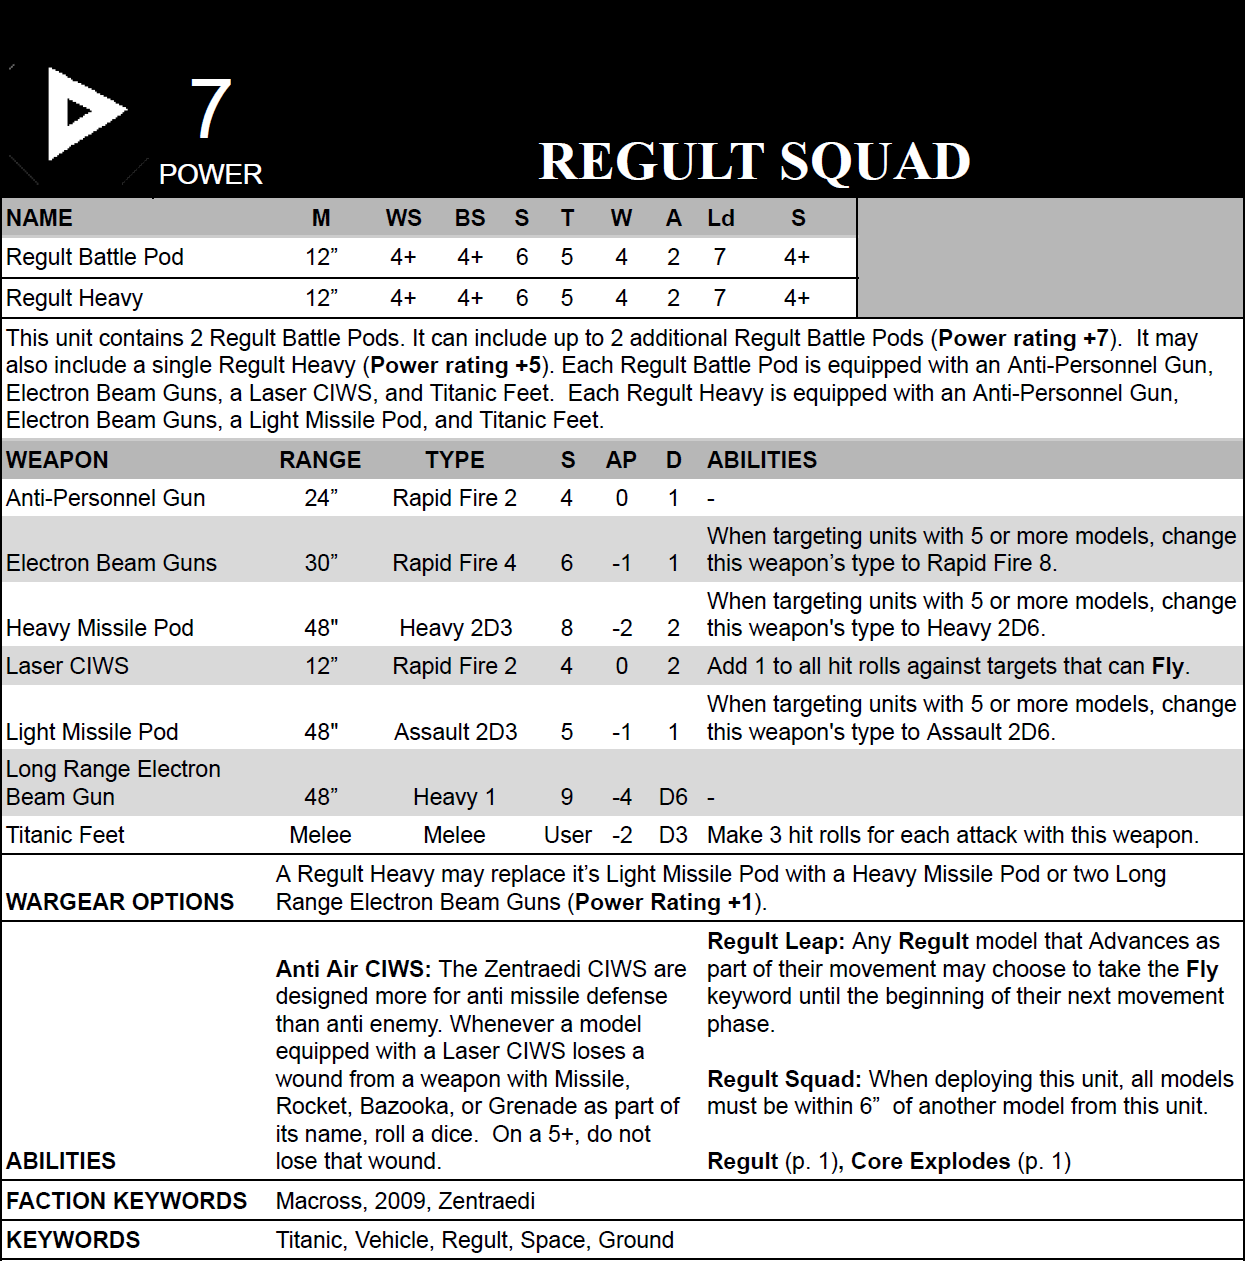 7
POWER
REGULT SQUAD
NAME M WS BS S T W A Ld S
Regult Battle Pod 12” 4+ 4+ 6 5 4 2 7 4+
Regult Heavy 12” 4+ 4+ 6 5 4 2 7 4+
This unit contains 2 Regult Battle Pods. It can include up to 2 additional Regult Battle Pods (Power rating +7).  It may
also include a single Regult Heavy (Power rating +5). Each Regult Battle Pod is equipped with an Anti-Personnel Gun,
Electron Beam Guns, a Laser CIWS, and Titanic Feet.  Each Regult Heavy is equipped with an Anti-Personnel Gun,
Electron Beam Guns, a Light Missile Pod, and Titanic Feet.
WEAPON RANGE TYPE S AP D ABILITIES
Anti-Personnel Gun 24” Rapid Fire 2 4 0 1 -
When targeting units with 5 or more models, change
Electron Beam Guns 30” Rapid Fire 4 6 -1 1 this weapon’s type to Rapid Fire 8.
When targeting units with 5 or more models, change
Heavy Missile Pod 48" Heavy 2D3 8 -2 2 this weapon's type to Heavy 2D6.
Laser CIWS 12” Rapid Fire 2 4 0 2 Add 1 to all hit rolls against targets that can Fly.
When targeting units with 5 or more models, change
Light Missile Pod 48" Assault 2D3 5 -1 1 this weapon's type to Assault 2D6.
Long Range Electron
Beam Gun 48” Heavy 1 9 -4 D6 -
Titanic Feet Melee Melee User -2 D3 Make 3 hit rolls for each attack with this weapon.
A Regult Heavy may replace it’s Light Missile Pod with a Heavy Missile Pod or two Long
WARGEAR OPTIONS Range Electron Beam Guns (Power Rating +1).
Anti Air CIWS: The Zentraedi CIWS are
designed more for anti missile defense
than anti enemy. Whenever a model
equipped with a Laser CIWS loses a
wound from a weapon with Missile,
Rocket, Bazooka, or Grenade as part of
its name, roll a dice.  On a 5+, do not
lose that wound.
Regult Leap: Any Regult model that Advances as
part of their movement may choose to take the Fly
keyword until the beginning of their next movement
phase.
Regult Squad: When deploying this unit, all models
must be within 6”  of another model from this unit.
Regult (p. 1), Core Explodes (p. 1)
ABILITIES
FACTION KEYWORDS Macross, 2009, Zentraedi
KEYWORDS Titanic, Vehicle, Regult, Space, Ground